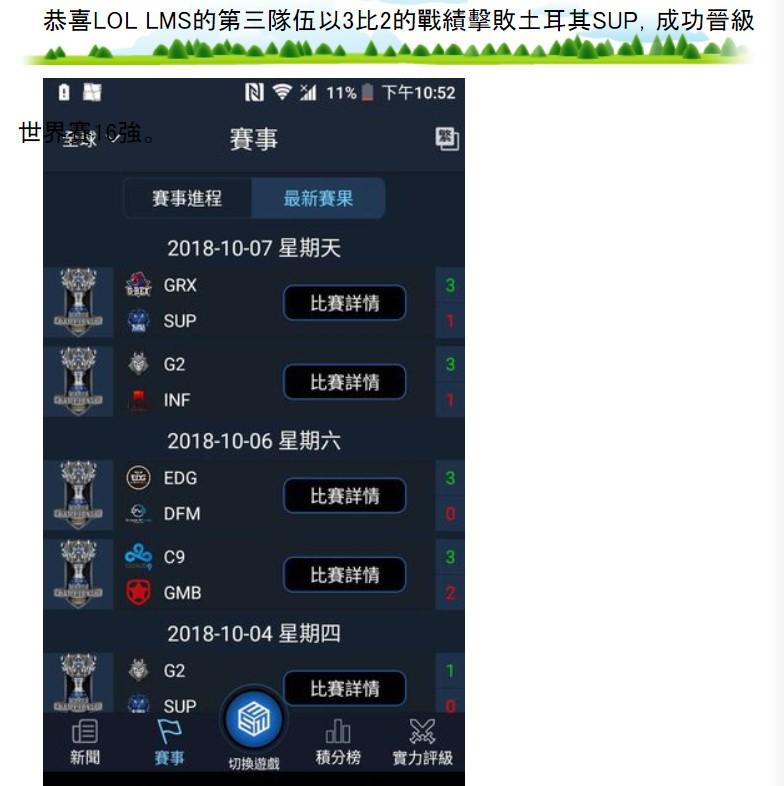 恭喜LOL LMS的第三隊伍以3比2的戰績擊敗土耳其SUP, 成功晉級
11% 下午10:52
世界賽16強。
全球 賽事 繁
賽事進程 最新賽果
2018-10-07 星期天
GRX 3
比賽詳情
SUP 1
G2 3
比賽詳情
INF 1
2018-10-06 星期六
EDG 3
比賽詳情
DFM 0
C9 3
比賽詳情
GMB 2
2018-10-04 星期四
G2 1
比賽詳情
SUP 0
新聞 賽事 切換遊戲 積分榜 實力評級